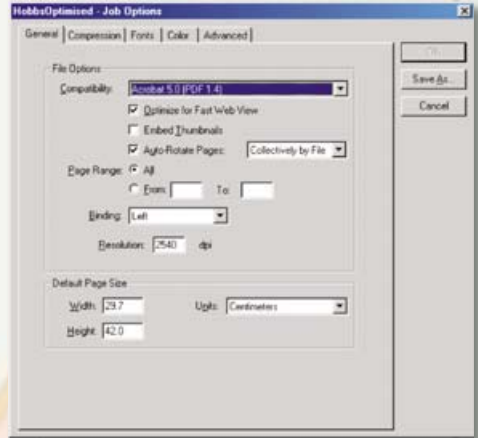 HobbsOptimised - Job Options
General Compression Fonts Color Advanced
OK
Save As...
Cancel
File Options
Compatibility: Acrobat 5.0 (PDF 1.4)
Optimize for Fast Web View
Embed Thumbnails
Auto-Rotate Pages: Collectively by File
Page Range: All
From: To:
Binding: Left
Resolution: 2540 dpi
Default Page Size
Width: 29.7 Units: Centimeters
Height: 42.0